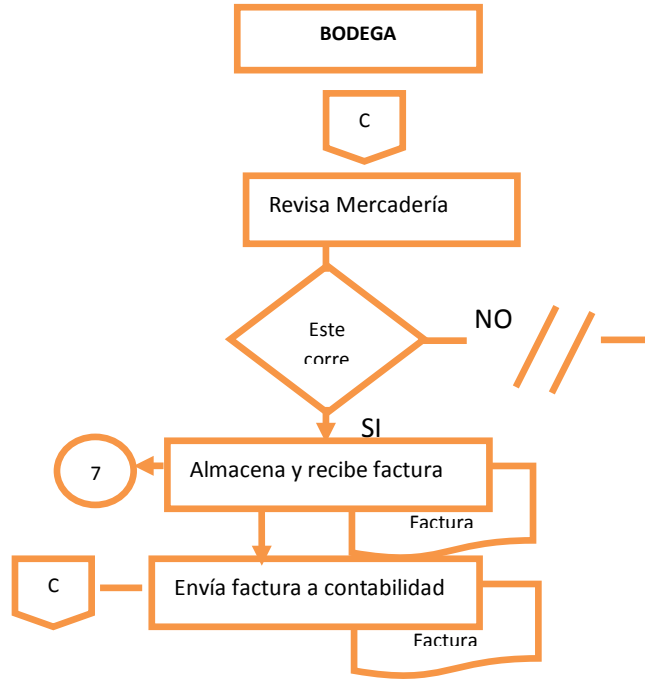 BODEGA
C
Revisa Mercadería
Este
corre
NO
SI
7
Almacena y recibe factura
Factura
C
Envía factura a contabilidad
Factura